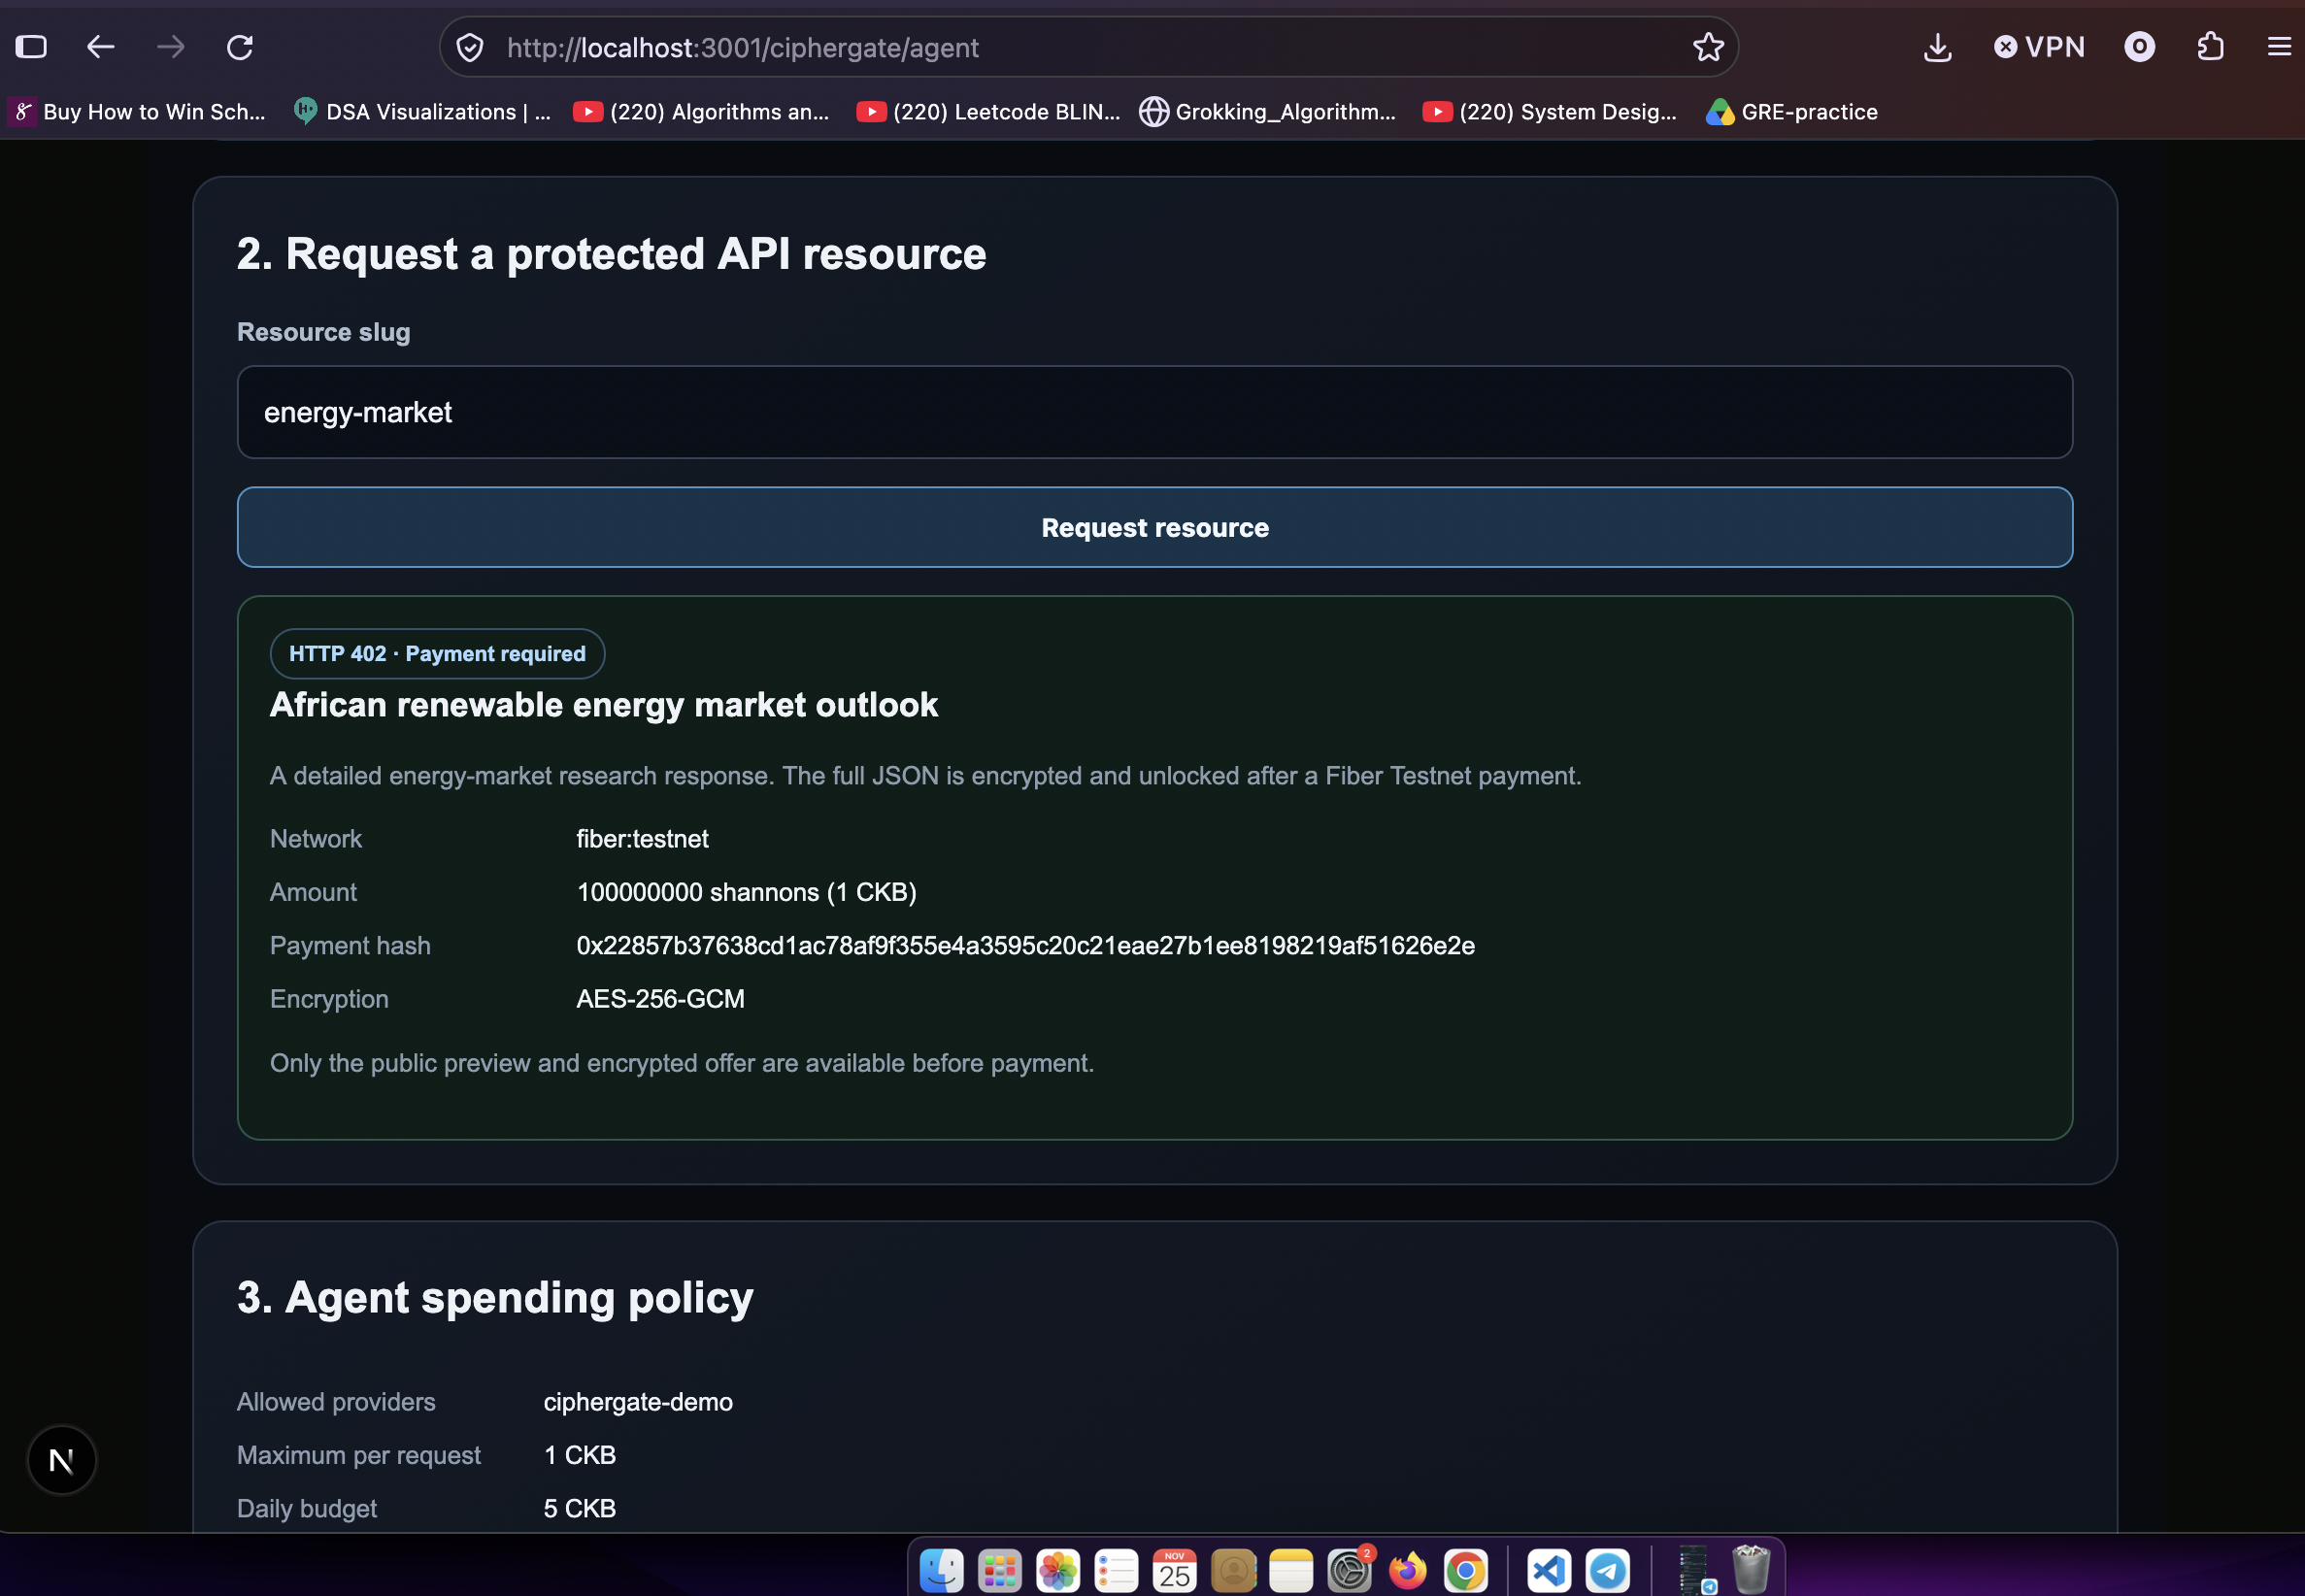 http://localhost:3001/ciphergate/agent
VPN
Buy How to Win Sch...
DSA Visualizations | ...
(220) Algorithms an...
(220) Leetcode BLIN...
Grokking_Algorithm...
(220) System Desig...
GRE-practice
2. Request a protected API resource
Resource slug
energy-market
Request resource
HTTP 402 · Payment required
African renewable energy market outlook
A detailed energy-market research response. The full JSON is encrypted and unlocked after a Fiber Testnet payment.
Network fiber:testnet
Amount 100000000 shannons (1 CKB)
Payment hash 0x22857b37638cd1ac78af9f355e4a3595c20c21eae27b1ee8198219af51626e2e
Encryption AES-256-GCM
Only the public preview and encrypted offer are available before payment.
3. Agent spending policy
Allowed providers ciphergate-demo
Maximum per request 1 CKB
Daily budget 5 CKB
N
NOV
25
2